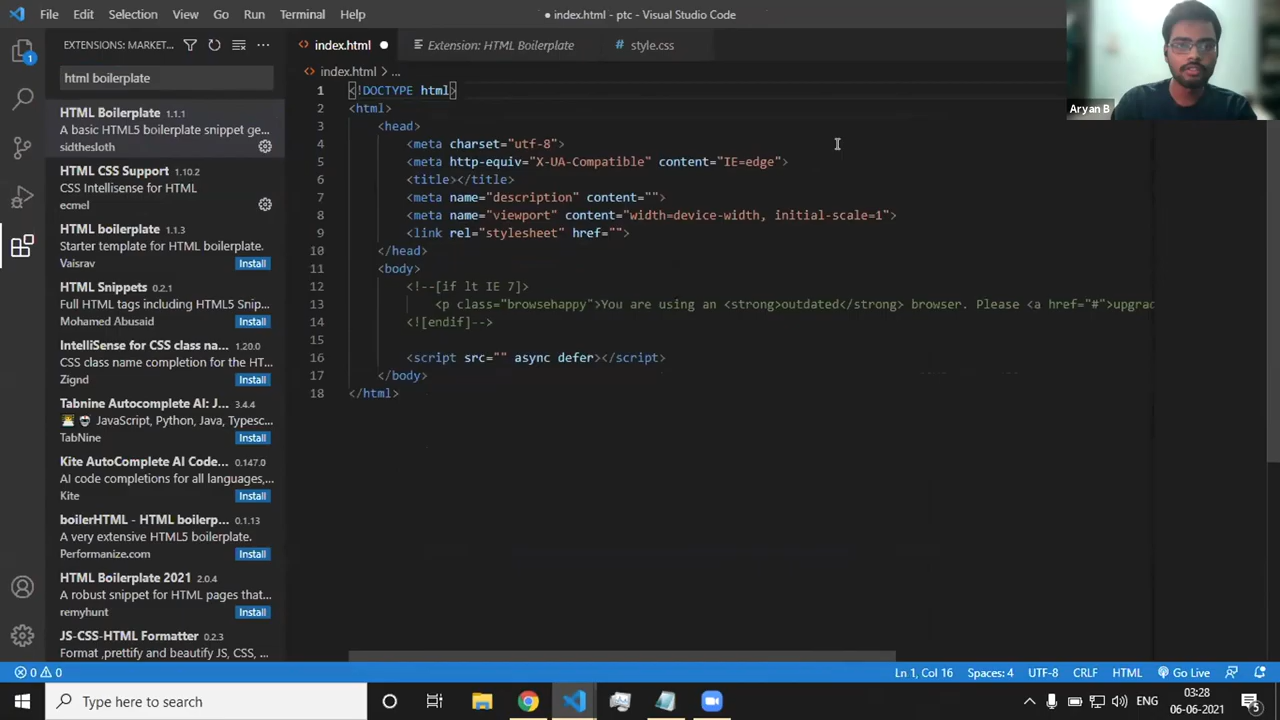 File Edit Selection View Go Run Terminal Help
● index.html - ptc - Visual Studio Code
EXTENSIONS: MARKET... ...
html boilerplate
HTML Boilerplate 1.1.1
A basic HTML5 boilerplate snippet ge...
sidthesloth
HTML CSS Support 1.10.2
CSS Intellisense for HTML
ecmel
HTML boilerplate 1.1.3
Starter template for HTML boilerplate.
Vaisrav Install
HTML Snippets 0.2.1
Full HTML tags including HTML5 Snip...
Mohamed Abusaid Install
IntelliSense for CSS class na... 1.20.0
CSS class name completion for the HT...
Zignd Install
Tabnine Autocomplete AI: J... 3.4.4
JavaScript, Python, Java, Typesc...
TabNine Install
Kite AutoComplete AI Code... 0.147.0
AI code completions for all languages,
Kite Install
boilerHTML - HTML boilerp... 0.1.13
A very extensive HTML5 boilerplate.
Performanize.com Install
HTML Boilerplate 2021 2.0.4
A robust snippet for HTML pages that...
remyhunt Install
JS-CSS-HTML Formatter 0.2.3
Format ,prettify and beautify JS, CSS,
1
index.html ● Extension: HTML Boilerplate # style.css
index.html > ...
1 <!DOCTYPE html>
2 <html>
3 <head>
4 <meta charset="utf-8">
5 <meta http-equiv="X-UA-Compatible" content="IE=edge">
6 <title></title>
7 <meta name="description" content="">
8 <meta name="viewport" content="width=device-width, initial-scale=1">
9 <link rel="stylesheet" href="">
10 </head>
11 <body>
12 <!--[if lt IE 7]>
13 <p class="browsehappy">You are using an <strong>outdated</strong> browser. Please <a href="#">upgrad
14 <![endif]-->
15
16 <script src="" async defer></script>
17 </body>
18 </html>
Aryan B
0 0
Ln 1, Col 16 Spaces: 4 UTF-8 CRLF HTML Go Live
Type here to search
ENG
03:28
06-06-2021
5